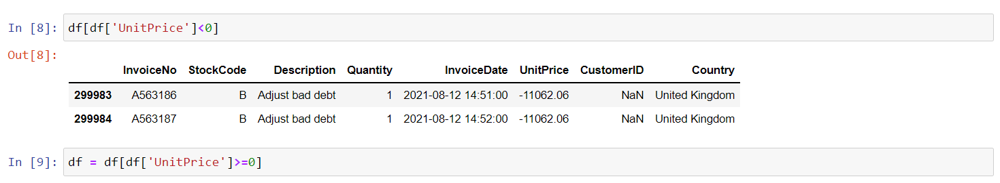 In [8]: df[df['UnitPrice']<0]
Out[8]:
InvoiceNo StockCode Description Quantity InvoiceDate UnitPrice CustomerID Country
299983 A563186 B Adjust bad debt 1 2021-08-12 14:51:00 -11062.06 NaN United Kingdom
299984 A563187 B Adjust bad debt 1 2021-08-12 14:52:00 -11062.06 NaN United Kingdom
In [9]: df = df[df['UnitPrice']>=0]